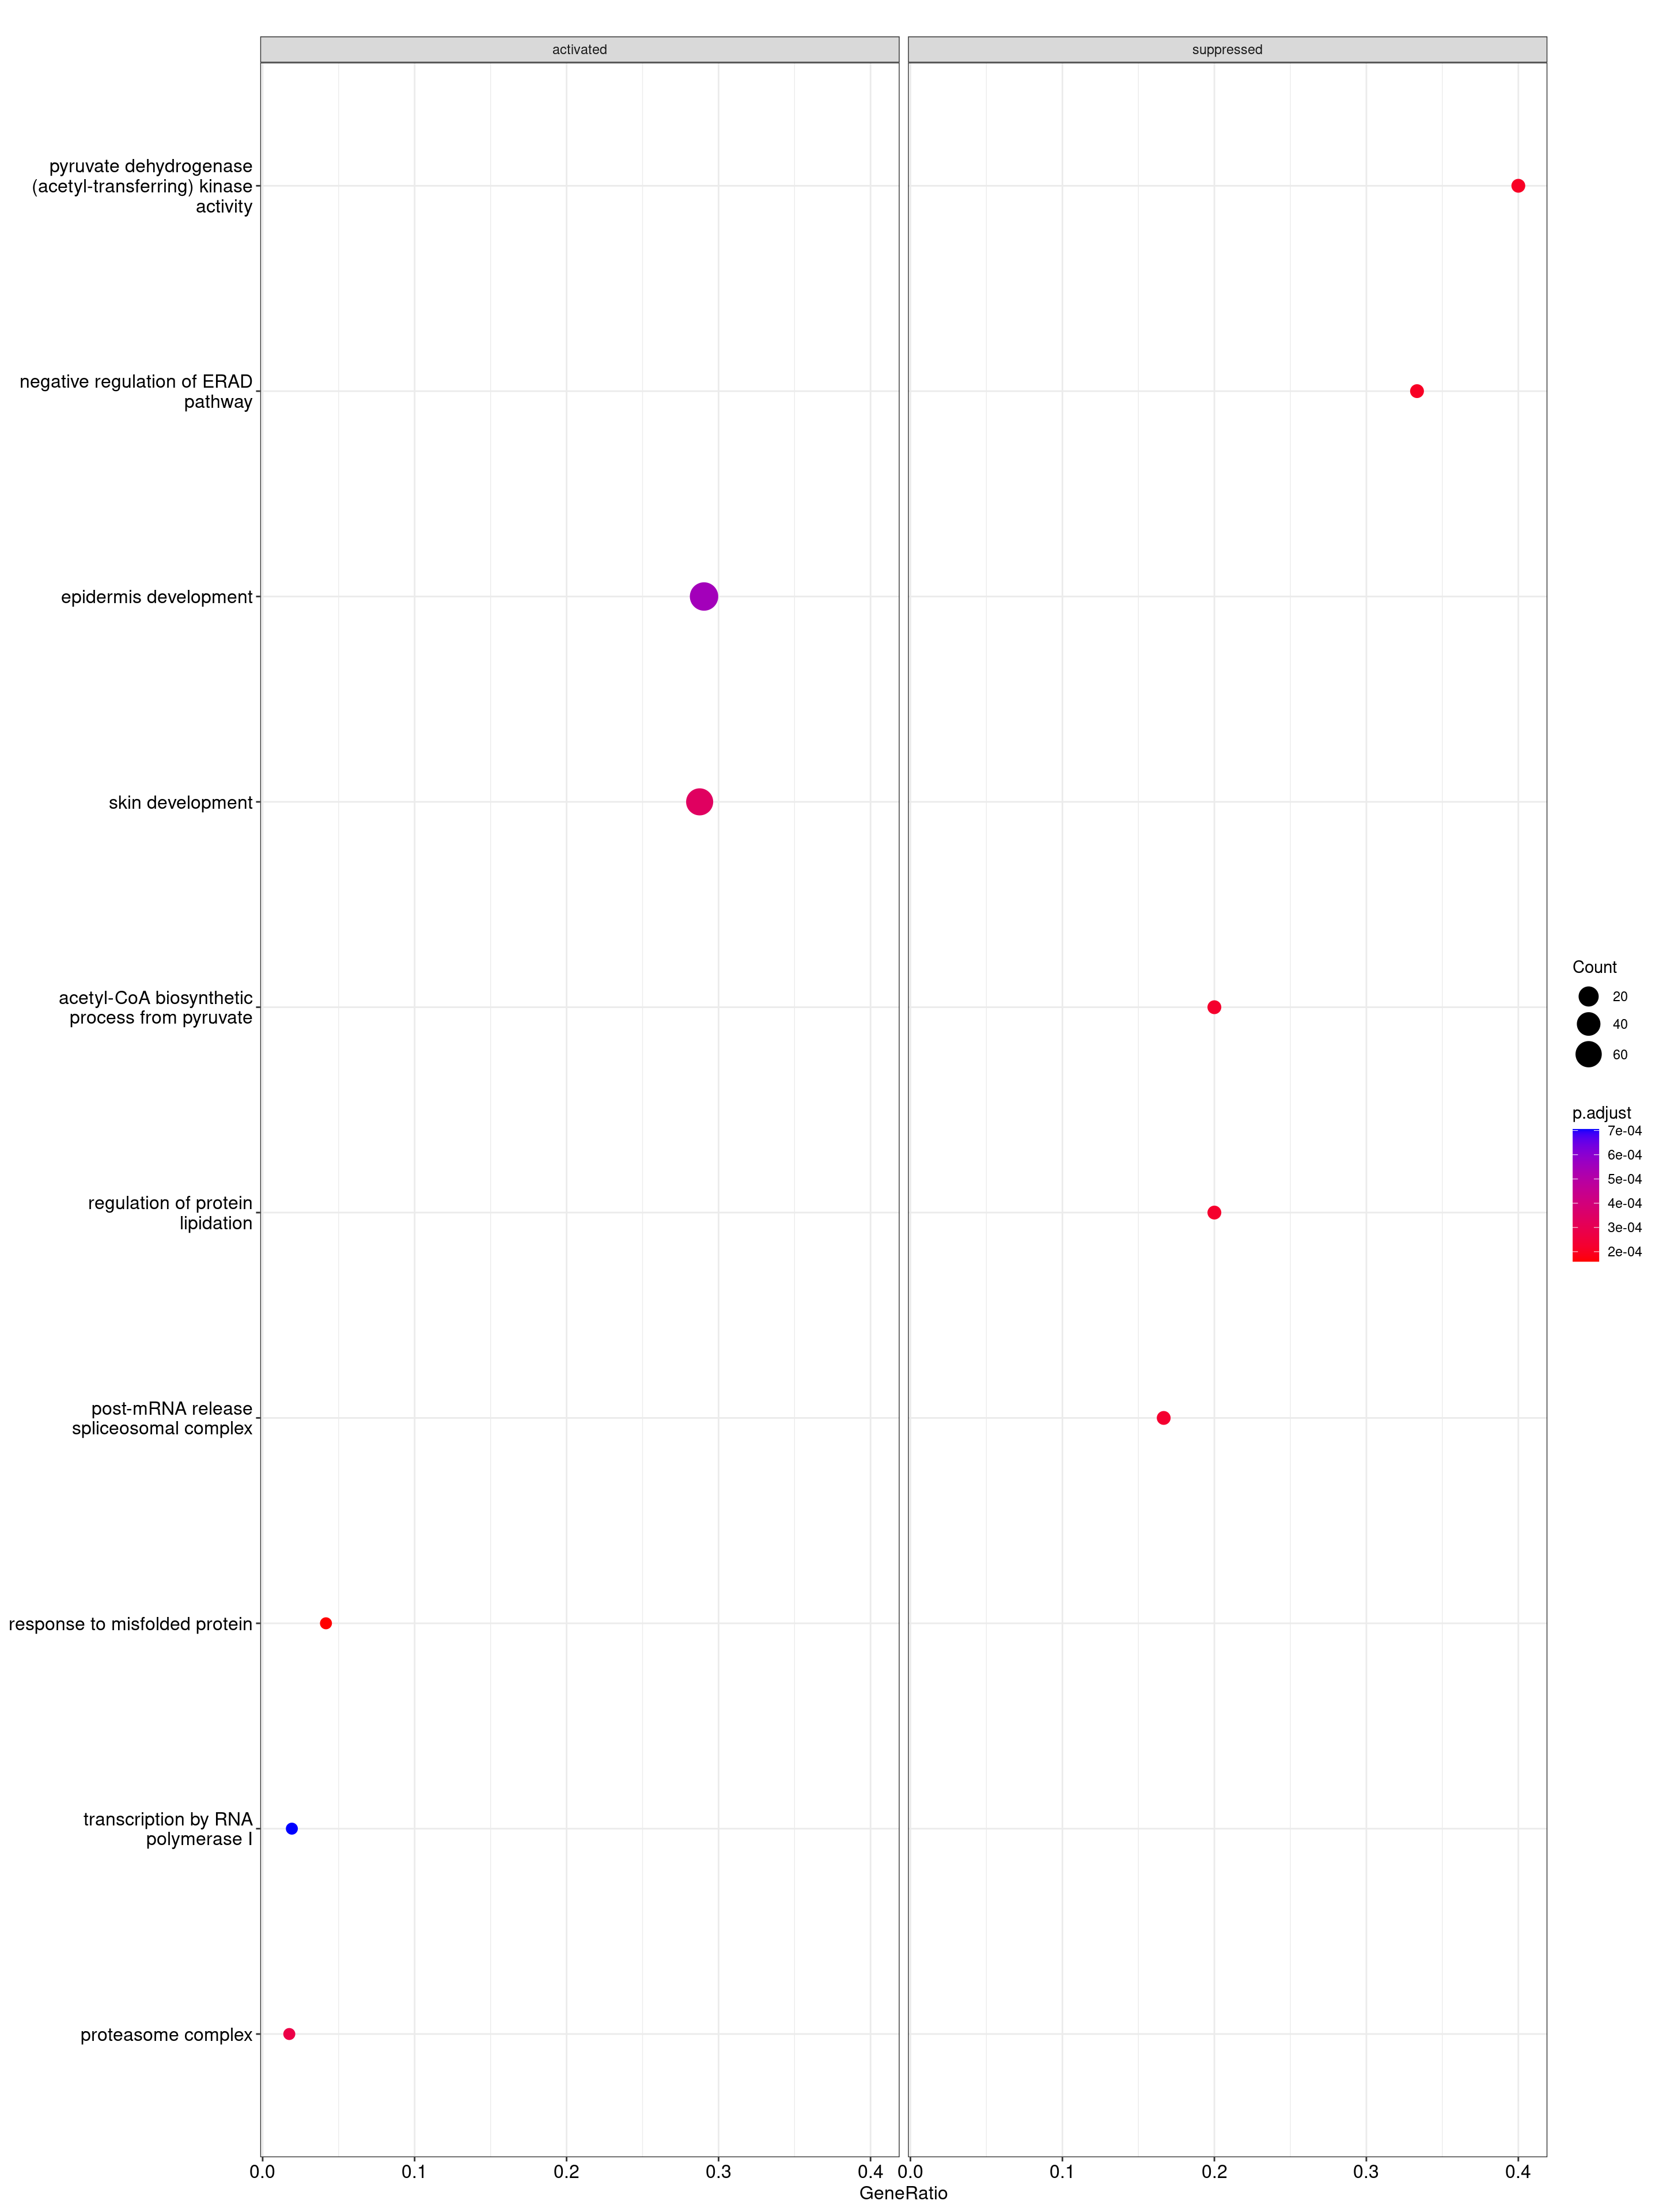 activated
suppressed
pyruvate dehydrogenase
(acetyl-transferring) kinase
activity
negative regulation of ERAD
pathway
epidermis development
skin development
acetyl-CoA biosynthetic
process from pyruvate
regulation of protein
lipidation
post-mRNA release
spliceosomal complex
response to misfolded protein
transcription by RNA
polymerase I
proteasome complex
0.0 0.1 0.2 0.3 0.4 0.0 0.1 0.2 0.3 0.4
GeneRatio
Count
20
40
60
p.adjust
7e-04
6e-04
5e-04
4e-04
3e-04
2e-04